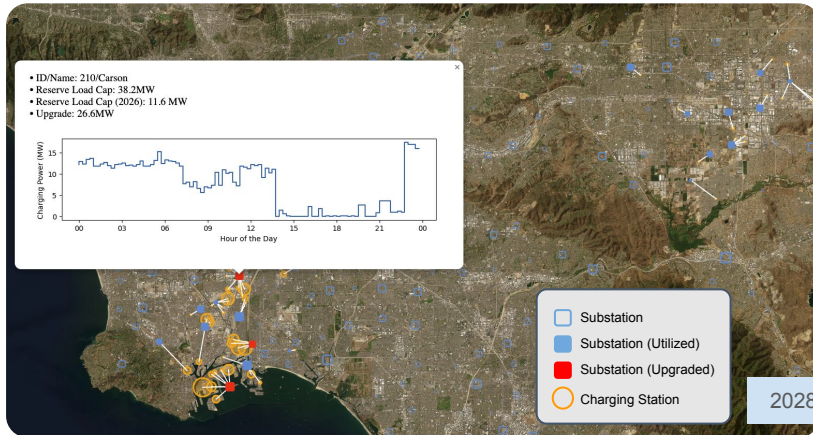 ×
• ID/Name: 210/Carson
• Reserve Load Cap: 38.2MW
• Reserve Load Cap (2026): 11.6 MW
• Upgrade: 26.6MW
15
10
5
0
Charging Power (MW)
00 03 06 09 12 15 18 21 00
Hour of the Day
Substation
Substation (Utilized)
Substation (Upgraded)
Charging Station
2028